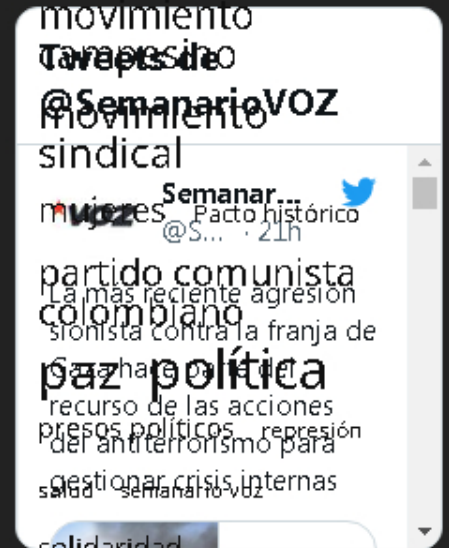 movimiento
campesino
Tweets de
@SemanarioVOZ
movimiento
sindical
Semanar...
mujeres Pacto histórico
voz
@S... · 21h
partido comunista
La más reciente agresión
colombiano
sionista contra la franja de
Gaza hace parte del
paz política
recurso de las acciones
presos políticos represión
del antiterrorismo para
gestionar crisis internas
salud semanario voz
solidaridad